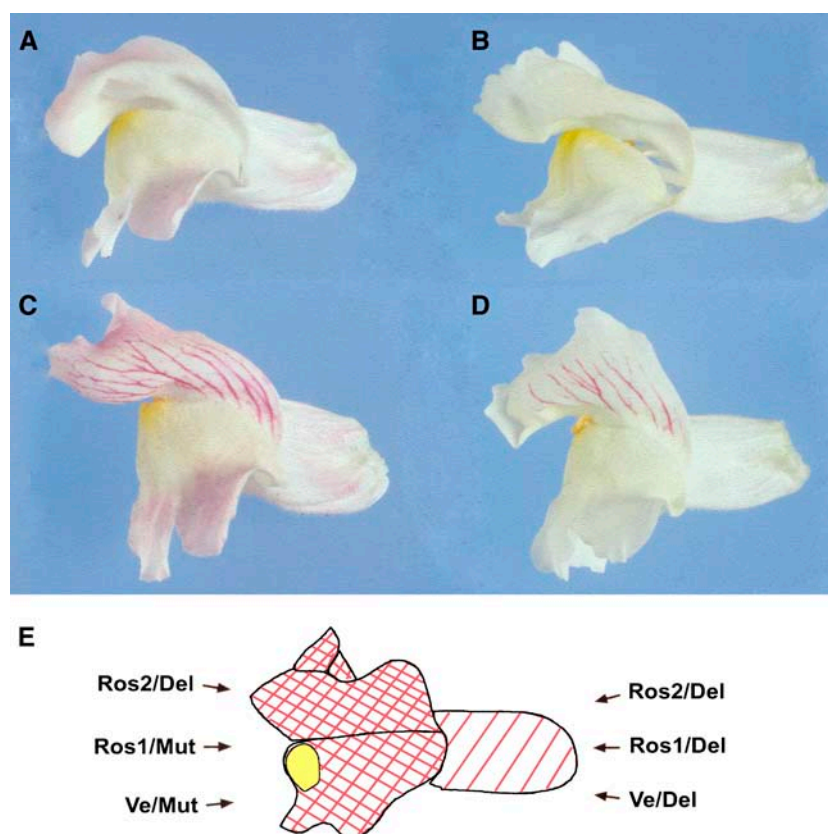 A
B
C
D
E
Ros2/Del
Ros1/Mut
Ve/Mut
Ros2/Del
Ros1/Del
Ve/Del